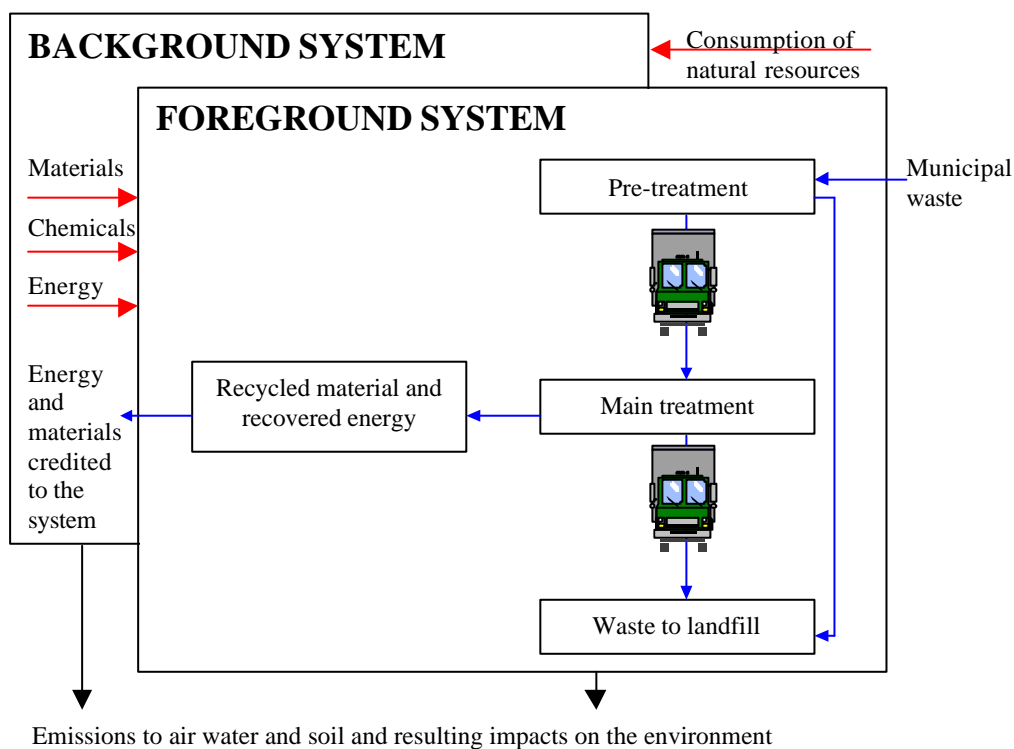 BACKGROUND SYSTEM
Consumption of
natural resources
FOREGROUND SYSTEM
Materials
Chemicals
Energy
Pre-treatment
Municipal
waste
Energy
and
materials
credited
to the
system
Recycled material and
recovered energy
Main treatment
Waste to landfill
Emissions to air water and soil and resulting impacts on the environment